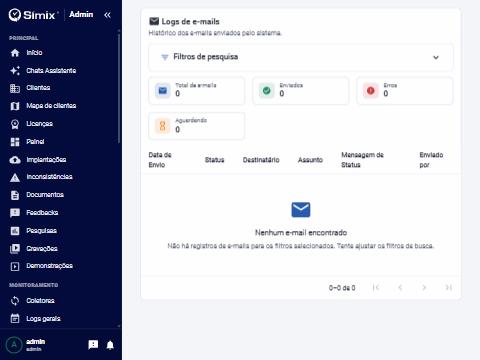 Simix
Admin
PRINCIPAL
Início
Chats Assistente
Clientes
Mapa de clientes
Licenças
Painel
Implantações
Inconsistências
Documentos
Feedbacks
Pesquisas
Gravações
Demonstrações
MONITORAMENTO
Coletores
Logs gerais
A
admin
admin
Logs de e-mails
Histórico dos e-mails enviados pelo sistema.
Filtros de pesquisa
Total de e-mails
0
Enviados
0
Erros
0
Aguardando
0
Data de Envio
Status
Destinatário
Assunto
Mensagem de Status
Enviado por
Nenhum e-mail encontrado
Não há registros de e-mails para os filtros selecionados. Tente ajustar os filtros de busca.
0–0 de 0